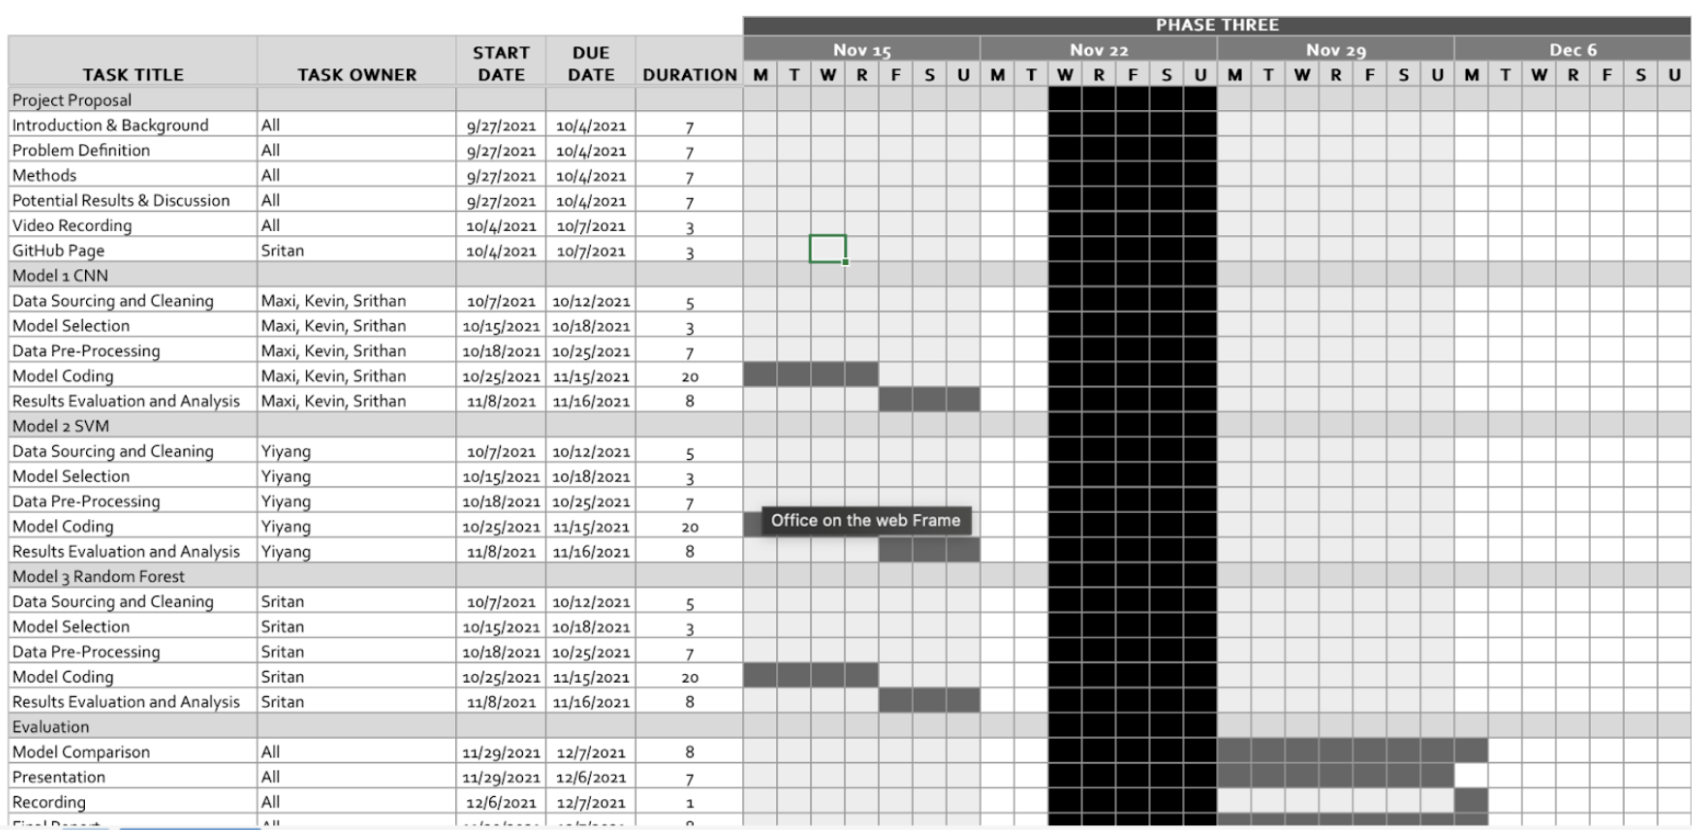 PHASE THREE
Nov 15 Nov 22 Nov 29 Dec 6
TASK TITLE TASK OWNER START DATE DUE DATE DURATION M T W R F S U M T W R F S U M T W R F S U M T W R F S U
Project Proposal
Introduction & Background All 9/27/2021 10/4/2021 7
Problem Definition All 9/27/2021 10/4/2021 7
Methods All 9/27/2021 10/4/2021 7
Potential Results & Discussion All 9/27/2021 10/4/2021 7
Video Recording All 10/4/2021 10/7/2021 3
GitHub Page Sritan 10/4/2021 10/7/2021 3
Model 1 CNN
Data Sourcing and Cleaning Maxi, Kevin, Srithan 10/7/2021 10/12/2021 5
Model Selection Maxi, Kevin, Srithan 10/15/2021 10/18/2021 3
Data Pre-Processing Maxi, Kevin, Srithan 10/18/2021 10/25/2021 7
Model Coding Maxi, Kevin, Srithan 10/25/2021 11/15/2021 20
Results Evaluation and Analysis Maxi, Kevin, Srithan 11/8/2021 11/16/2021 8
Model 2 SVM
Data Sourcing and Cleaning Yiyang 10/7/2021 10/12/2021 5
Model Selection Yiyang 10/15/2021 10/18/2021 3
Data Pre-Processing Yiyang 10/18/2021 10/25/2021 7
Model Coding Yiyang 10/25/2021 11/15/2021 20 Office on the web Frame
Results Evaluation and Analysis Yiyang 11/8/2021 11/16/2021 8
Model 3 Random Forest
Data Sourcing and Cleaning Sritan 10/7/2021 10/12/2021 5
Model Selection Sritan 10/15/2021 10/18/2021 3
Data Pre-Processing Sritan 10/18/2021 10/25/2021 7
Model Coding Sritan 10/25/2021 11/15/2021 20
Results Evaluation and Analysis Sritan 11/8/2021 11/16/2021 8
Evaluation
Model Comparison All 11/29/2021 12/7/2021 8
Presentation All 11/29/2021 12/6/2021 7
Recording All 12/6/2021 12/7/2021 1
Final Report All